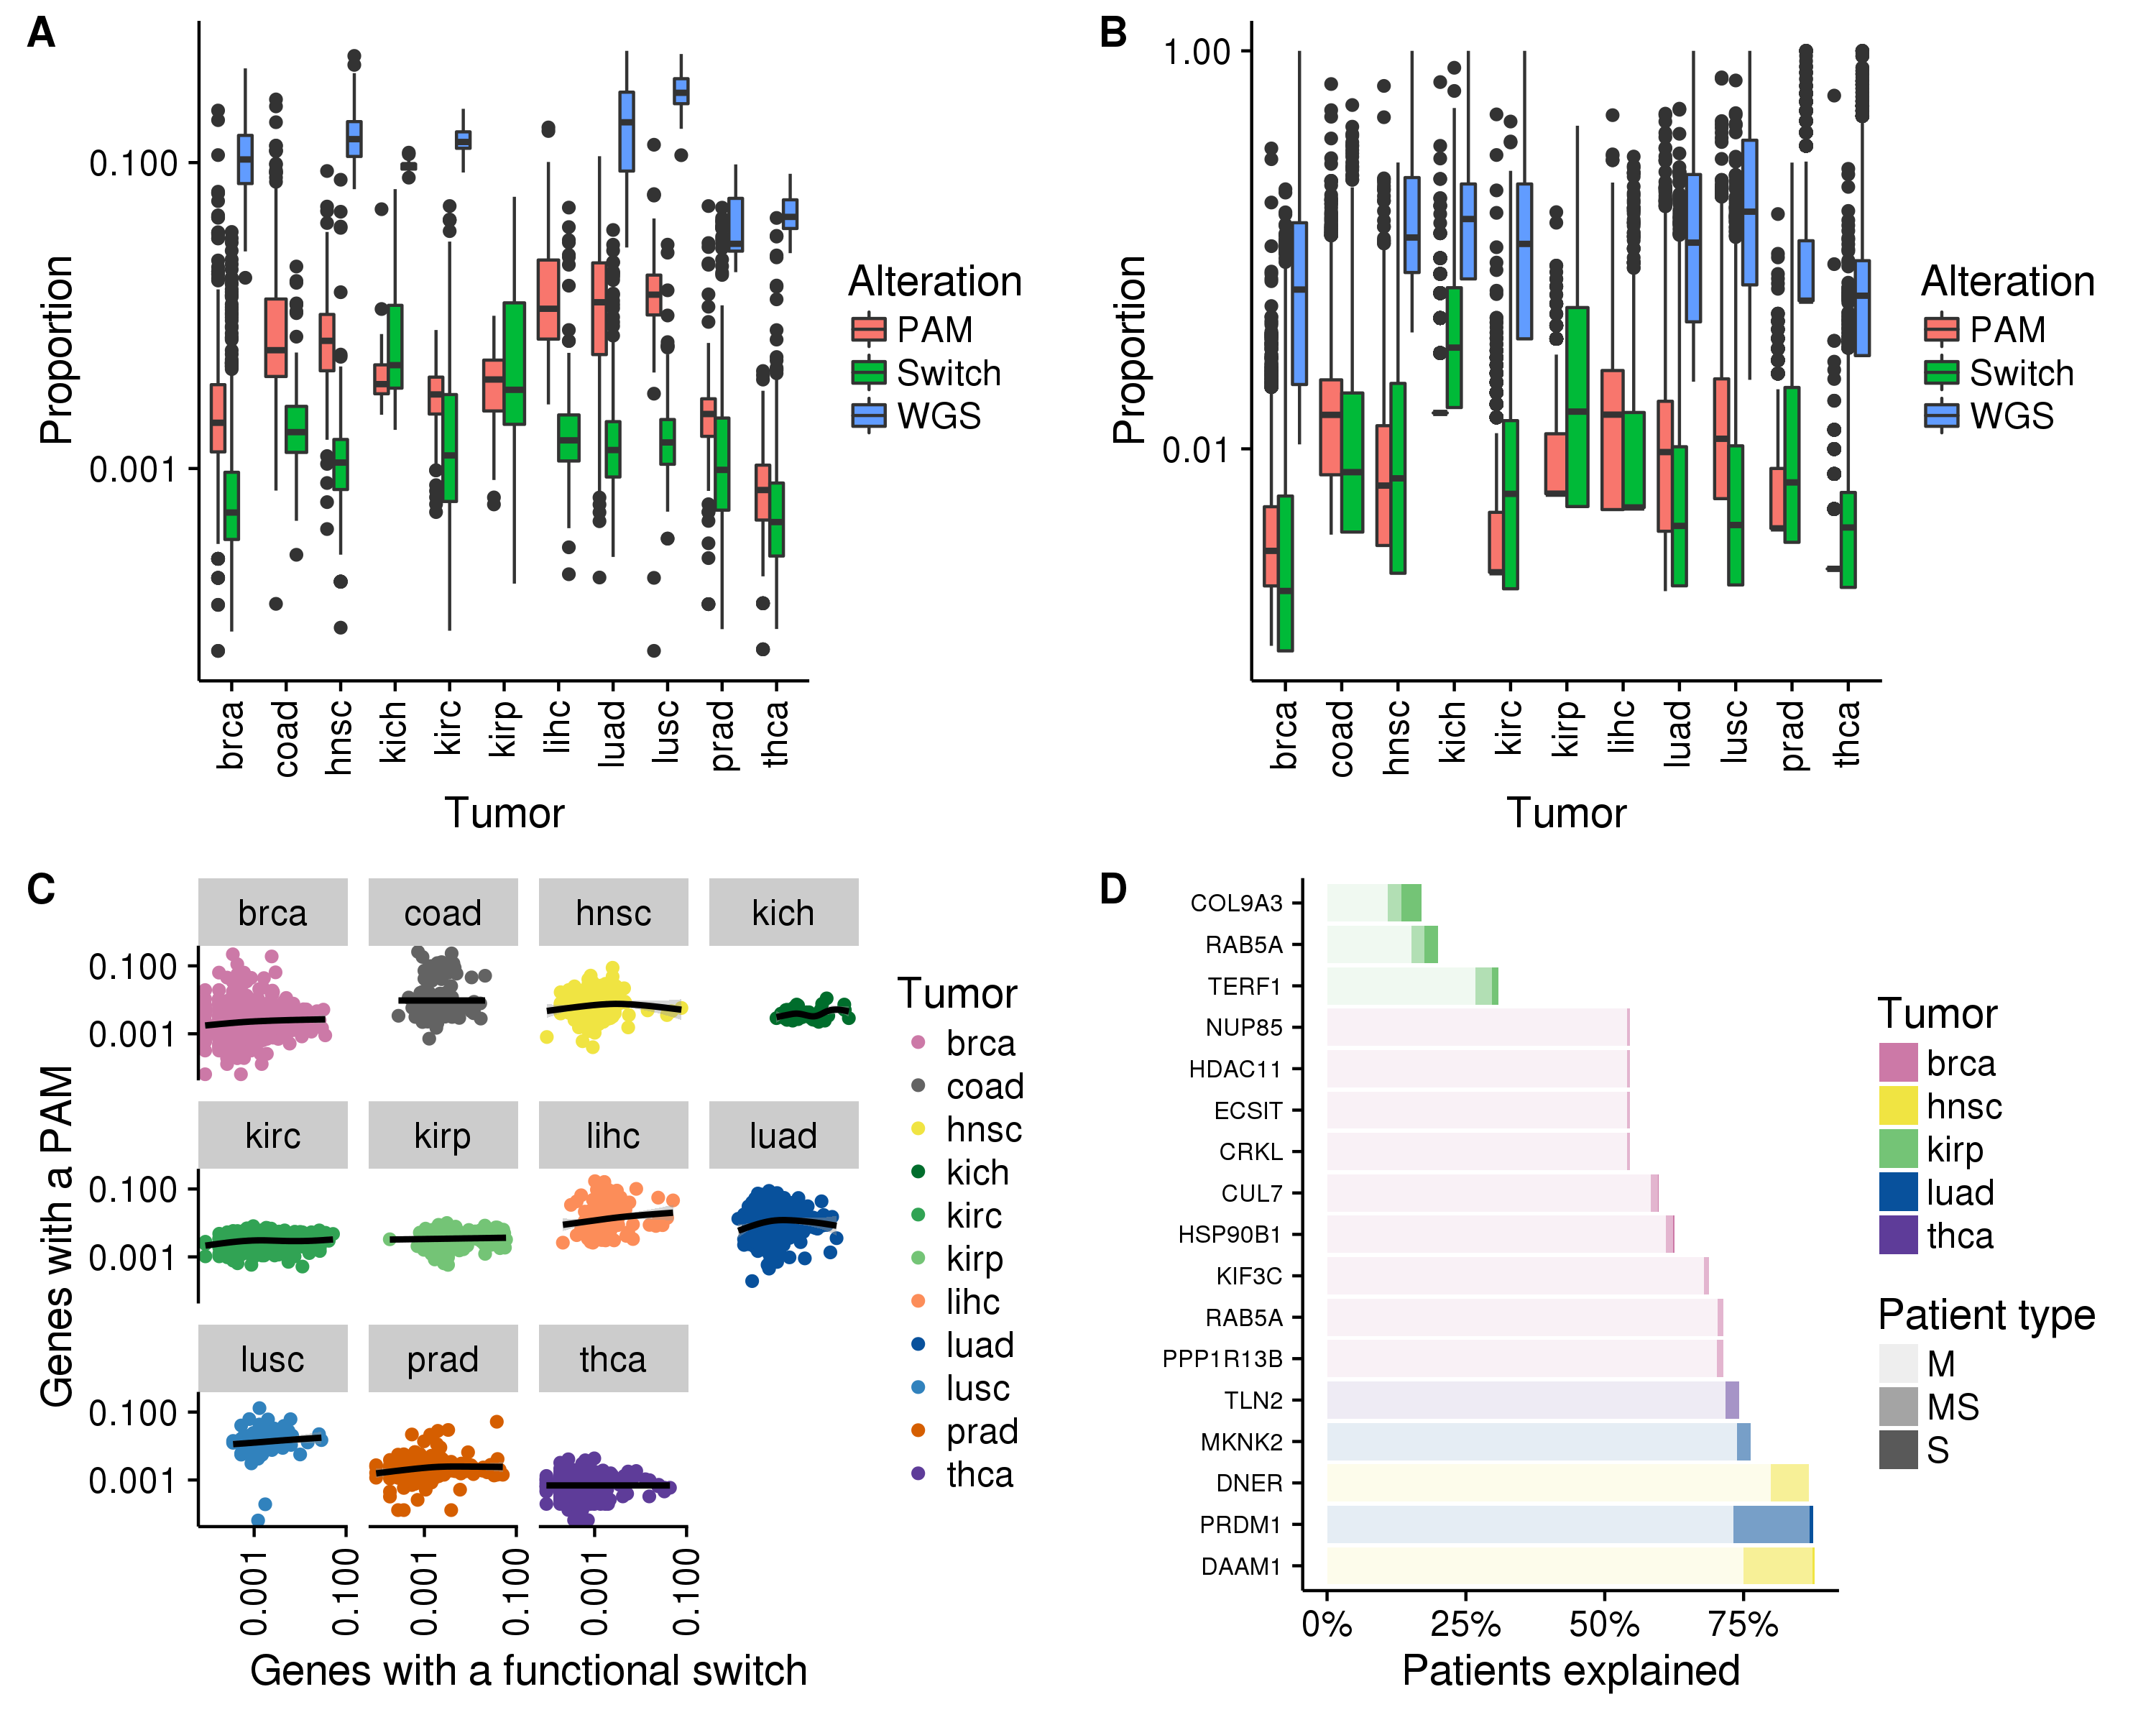 A
Proportion
0.100
0.001
brca
coad
hnsc
kich
kirc
kirp
lihc
luad
lusc
prad
thca
Tumor
Alteration
PAM
Switch
WGS
B
Proportion
1.00
0.01
brca
coad
hnsc
kich
kirc
kirp
lihc
luad
lusc
prad
thca
Tumor
Alteration
PAM
Switch
WGS
C
Genes with a PAM
brca
coad
hnsc
kich
0.100
0.001
kirc
kirp
lihc
luad
0.100
0.001
lusc
prad
thca
0.100
0.001
0.001
0.100
0.001
0.100
0.001
0.100
Genes with a functional switch
Tumor
brca
coad
hnsc
kich
kirc
kirp
lihc
luad
lusc
prad
thca
D
COL9A3
RAB5A
TERF1
NUP85
HDAC11
ECSIT
CRKL
CUL7
HSP90B1
KIF3C
RAB5A
PPP1R13B
TLN2
MKNK2
DNER
PRDM1
DAAM1
0%
25%
50%
75%
Patients explained
Tumor
brca
hnsc
kirp
luad
thca
Patient type
M
MS
S